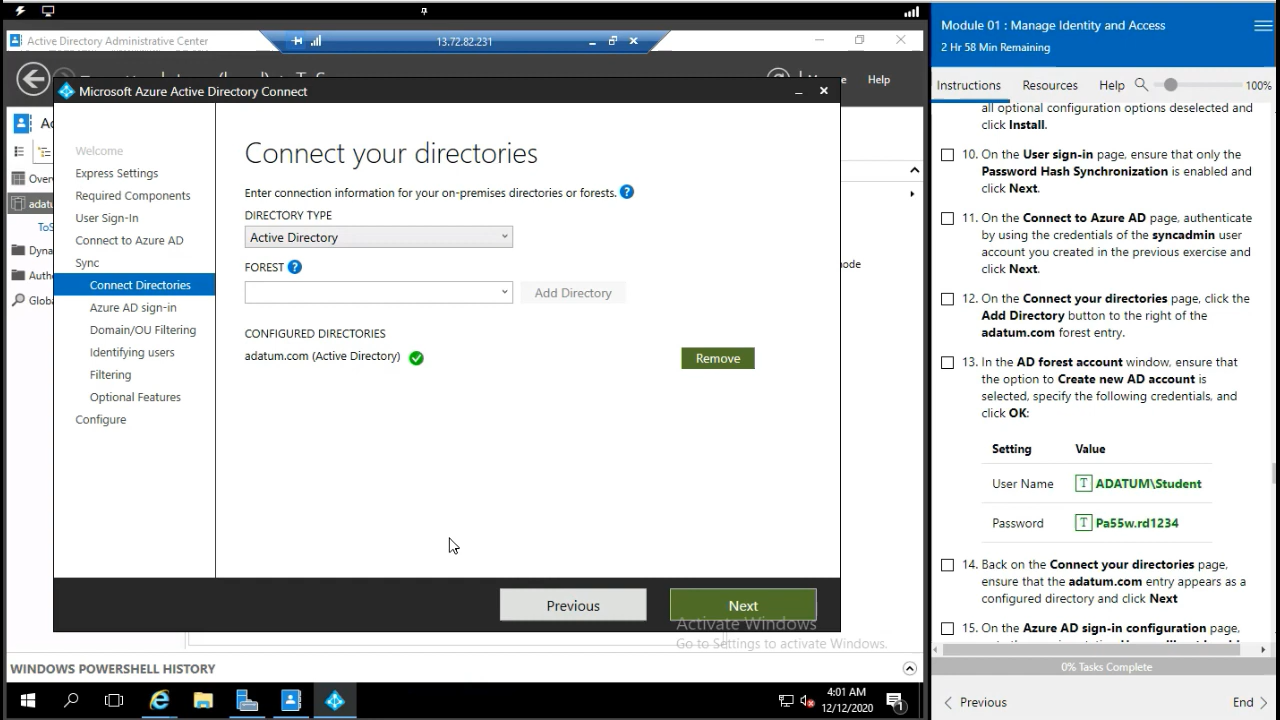 Active Directory Administrative Center
13.72.82.231
Help
Microsoft Azure Active Directory Connect
Welcome
Express Settings
Required Components
User Sign-In
Connect to Azure AD
Sync
Connect Directories
Azure AD sign-in
Domain/OU Filtering
Identifying users
Filtering
Optional Features
Configure
Connect your directories
Enter connection information for your on-premises directories or forests. ?
DIRECTORY TYPE
Active Directory
FOREST ?
Add Directory
CONFIGURED DIRECTORIES
adatum.com (Active Directory)
Remove
Previous
Next
Activate Windows
Go to Settings to activate Windows.
WINDOWS POWERSHELL HISTORY
4:01 AM
12/12/2020
1
Module 01 : Manage Identity and Access
2 Hr 58 Min Remaining
Instructions Resources Help 100%
all optional configuration options deselected and
click Install.
10. On the User sign-in page, ensure that only the
Password Hash Synchronization is enabled and
click Next.
11. On the Connect to Azure AD page, authenticate
by using the credentials of the syncadmin user
account you created in the previous exercise and
click Next.
12. On the Connect your directories page, click the
Add Directory button to the right of the
adatum.com forest entry.
13. In the AD forest account window, ensure that
the option to Create new AD account is
selected, specify the following credentials, and
click OK:
Setting Value
User Name T ADATUM\Student
Password T Pa55w.rd1234
14. Back on the Connect your directories page,
ensure that the adatum.com entry appears as a
configured directory and click Next
15. On the Azure AD sign-in configuration page,
0% Tasks Complete
Previous
End